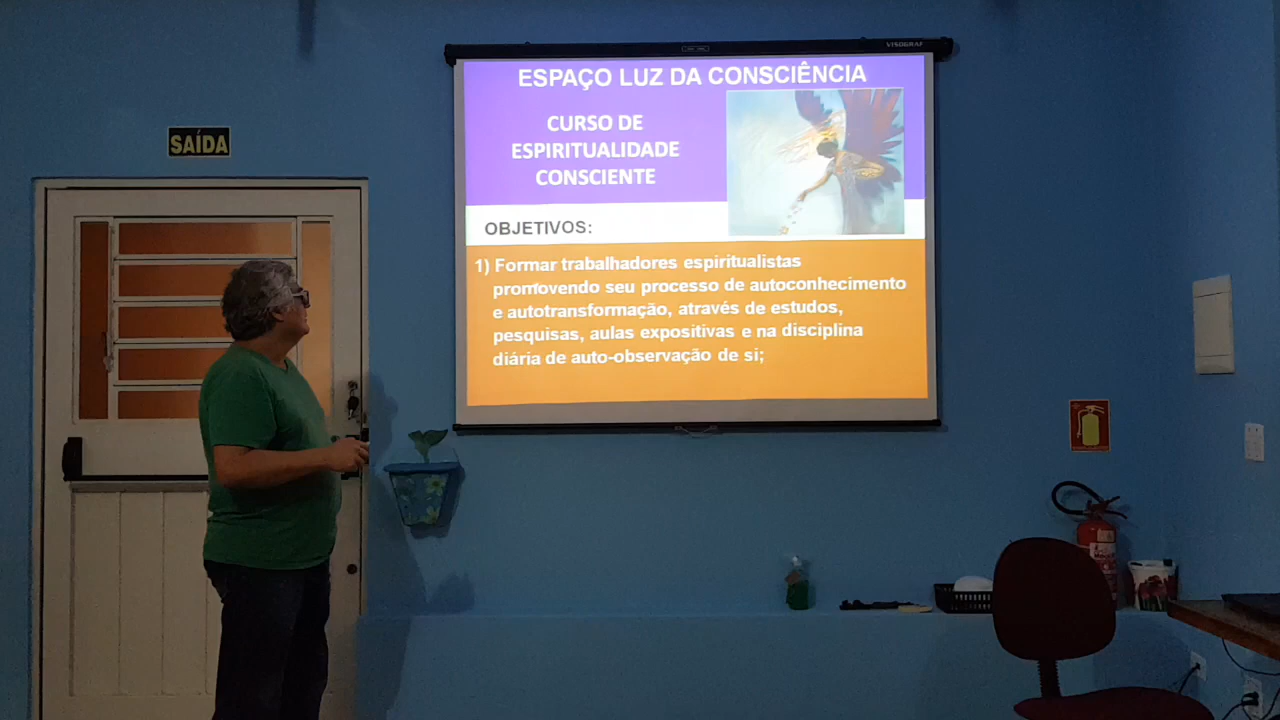 VISOGRAF
ESPAÇO LUZ DA CONSCIÊNCIA
CURSO DE
ESPIRITUALIDADE
CONSCIENTE
SAÍDA
OBJETIVOS:
1) Formar trabalhadores espiritualistas
promovendo seu processo de autoconhecimento
e autotransformação, através de estudos,
pesquisas, aulas expositivas e na disciplina
diária de auto-observação de si;